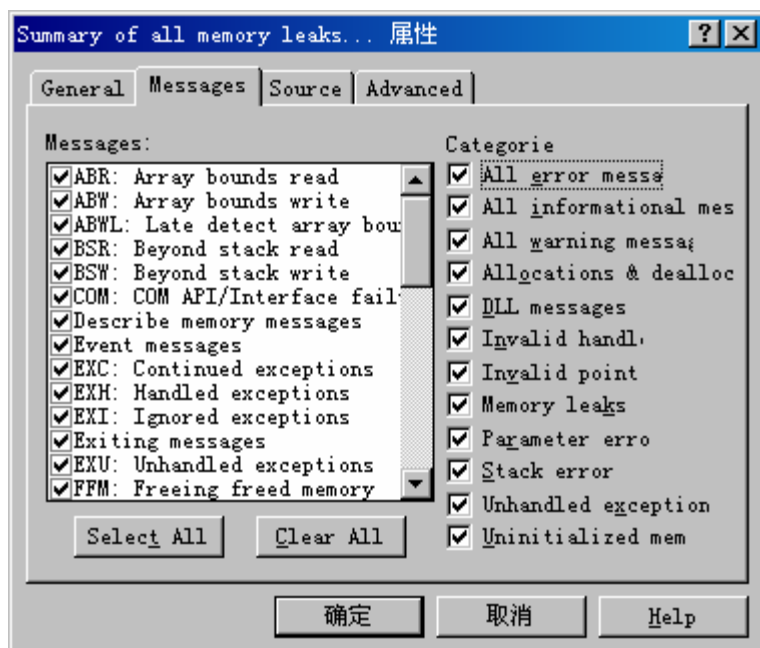 Summary of all memory leaks... 属性
General Messages Source Advanced
Messages:
ABR: Array bounds read
ABW: Array bounds write
ABWL: Late detect array bou
BSR: Beyond stack read
BSW: Beyond stack write
COM: COM API/Interface fail
Describe memory messages
Event messages
EXC: Continued exceptions
EXH: Handled exceptions
EXI: Ignored exceptions
Exiting messages
EXU: Unhandled exceptions
FFM: Freeing freed memory
Select All Clear All
Categorie
All error messa
All informational mes
All warning messag
Allocations & dealloc
DLL messages
Invalid handl
Invalid point
Memory leaks
Parameter erro
Stack error
Unhandled exception
Uninitialized mem
确定 取消 Help